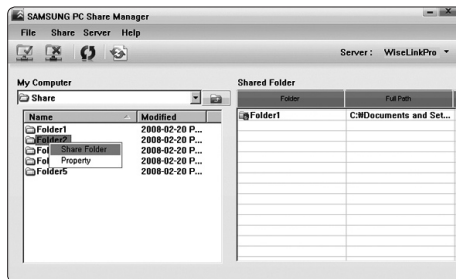 SAMSUNG PC Share Manager
File Share Server Help
Server : WiseLinkPro
My Computer
Shared Folder
Share
Folder
Full Path
Name
Modified
Folder1
2008-02-20 P...
Folder2
2008-02-20 P...
Fol
2008-02-20 P...
Fol
2008-02-20 P...
Folder5
2008-02-20 P...
Share Folder
Property
Folder1
C:₩Documents and Set...